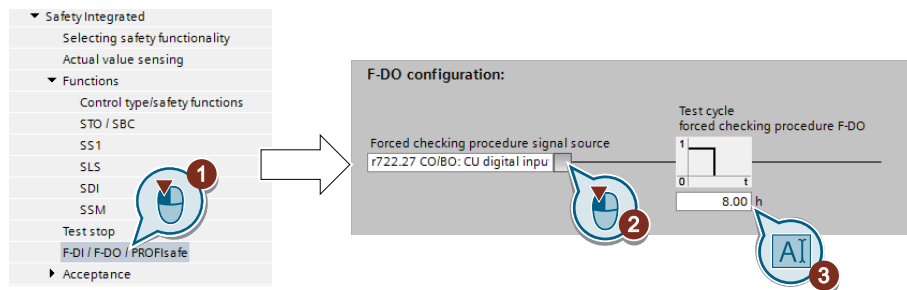 Safety Integrated
Selecting safety functionality
Actual value sensing
Functions
Control type/safety functions
STO / SBC
SS1
SLS
SDI
SSM
Test stop
F-DI / F-DO / PROFIsafe
Acceptance
1
F-DO configuration:
Test cycle
forced checking procedure F-DO
Forced checking procedure signal source
1
r722.27 CO/BO: CU digital inpu
0 t
8.00 h
2
AI
3